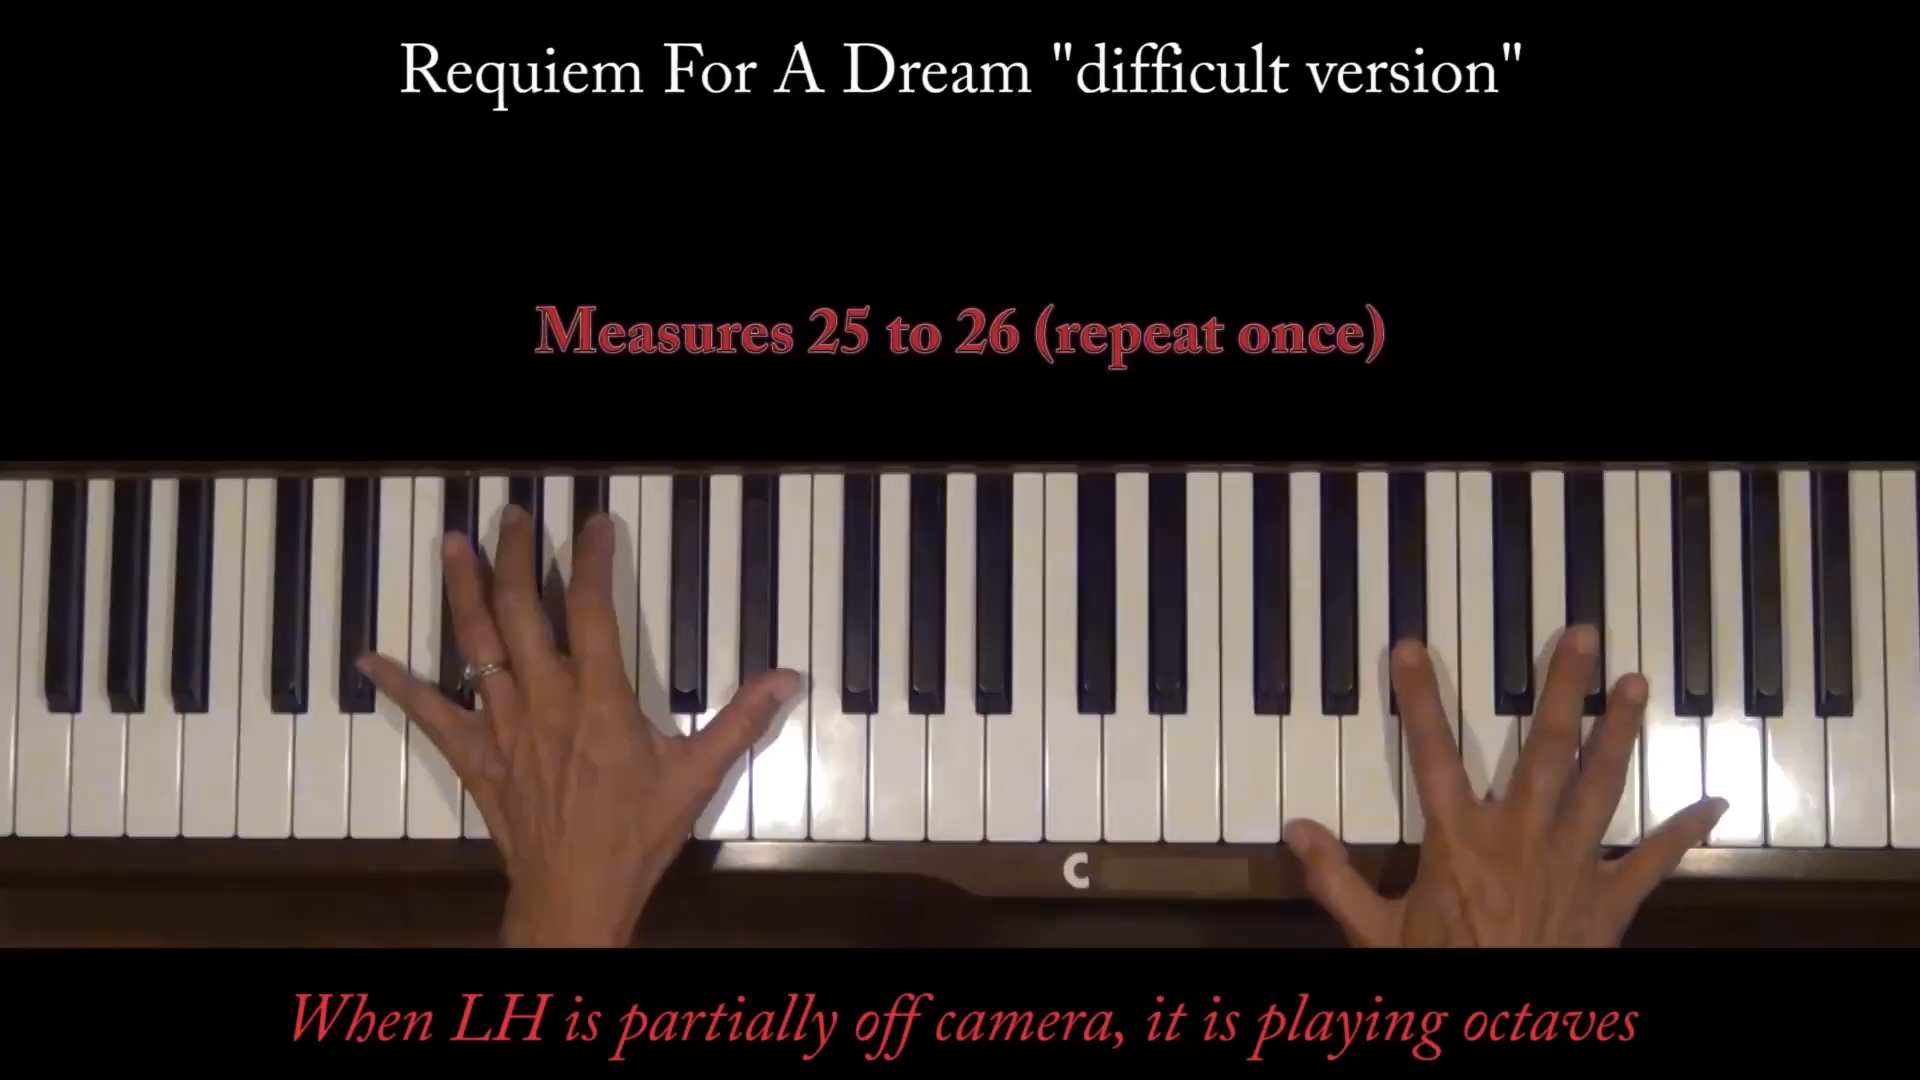 Requiem For A Dream "difficult version"
Measures 25 to 26 (repeat once)
C
When LH is partially off camera, it is playing octaves